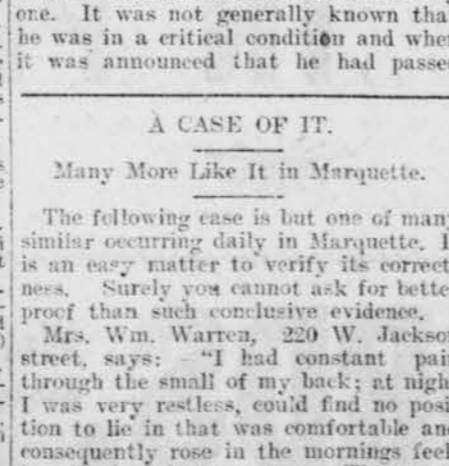 one. It was not generally known tha
he was in a critical condition and whe
it was announced that he had passe
A CASE OF IT.
Many More Like It in Marquette.
The following case is but one of man
similar occurring daily in Marquette. I
is an easy matter to verify its correct
ness. Surely you cannot ask for bette
proof than such conclusive evidence.
Mrs. Wm. Warren, 220 W. Jackso
street, says: "I had constant pai
through the small of my back; at nigh
I was very restless, could find no posi
tion to lie in that was comfortable an
consequently rose in the mornings feel